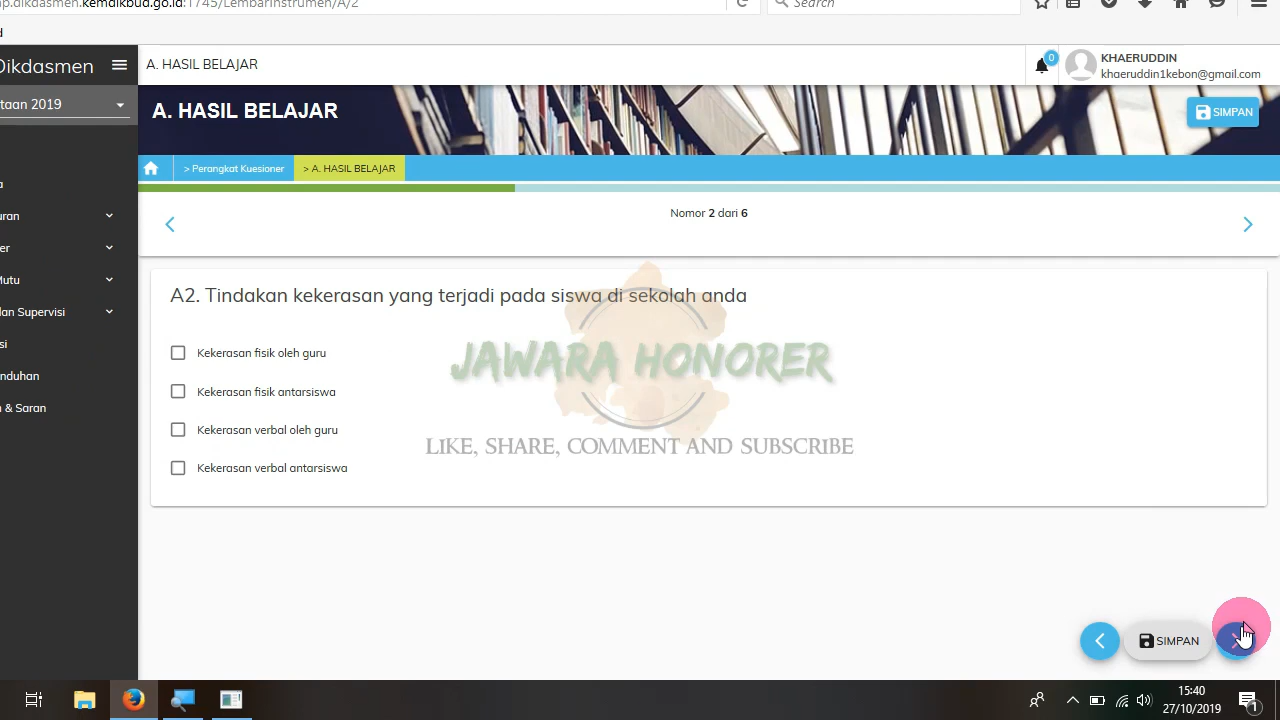 p.dikdasmen.kemdikbud.go.id:1745/LembarInstrumen/A/2
Search
d
Dikdasmen
A. HASIL BELAJAR
0
KHAERUDDIN
khaeruddin1kebon@gmail.com
taan 2019
A. HASIL BELAJAR
SIMPAN
> Perangkat Kuesioner
> A. HASIL BELAJAR
a
uran
er
Mutu
dan Supervisi
si
nduhan
n & Saran
Nomor 2 dari 6
A2. Tindakan kekerasan yang terjadi pada siswa di sekolah anda
Kekerasan fisik oleh guru
Kekerasan fisik antarsiswa
Kekerasan verbal oleh guru
Kekerasan verbal antarsiswa
JAWARA HONORER
LIKE, SHARE, COMMENT AND SUBSCRIBE
SIMPAN
15:40
27/10/2019
1